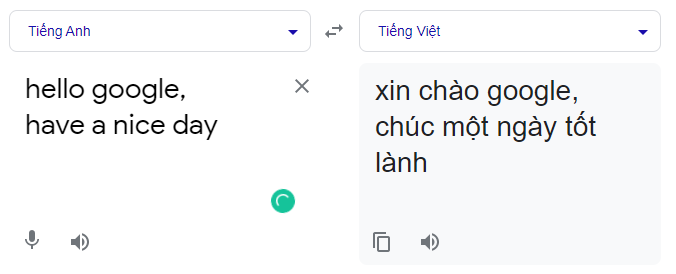 Tiếng Anh
Tiếng Việt
hello google,
have a nice day
xin chào google,
chúc một ngày tốt
lành